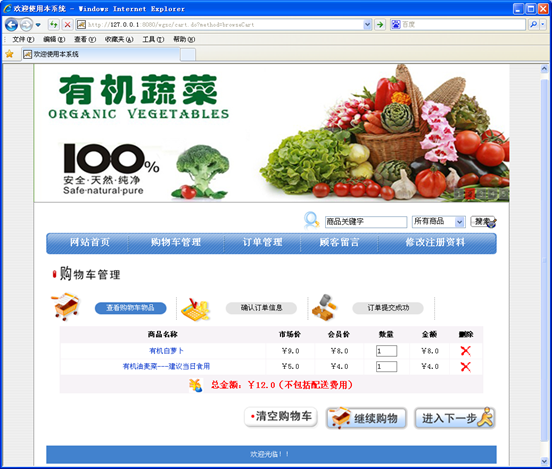 欢迎使用本系统 - Windows Internet Explorer
http://127.0.0.1:8080/egov/cart.do?method=browseCart
百度
文件(F) 编辑(E) 查看(V) 收藏夹(A) 工具(T) 帮助(H)
欢迎使用本系统
有机蔬菜
ORGANIC VEGETABLES
100%
安全·天然·纯净
Safe·natural·pure
商品关键字 所有商品 搜索
网站首页 购物车管理 订单管理 顾客留言 修改注册资料
购物车管理
查看购物车物品 确认订单信息 订单提交成功
商品名称 市场价 会员价 数量 金额 删除
有机白萝卜 ￥9.0 ￥8.0 1 ￥8.0
有机油麦菜---建议当日食用 ￥5.0 ￥4.0 1 ￥4.0
总金额：￥12.0（不包括配送费用）
清空购物车 继续购物 进入下一步
欢迎光临！！